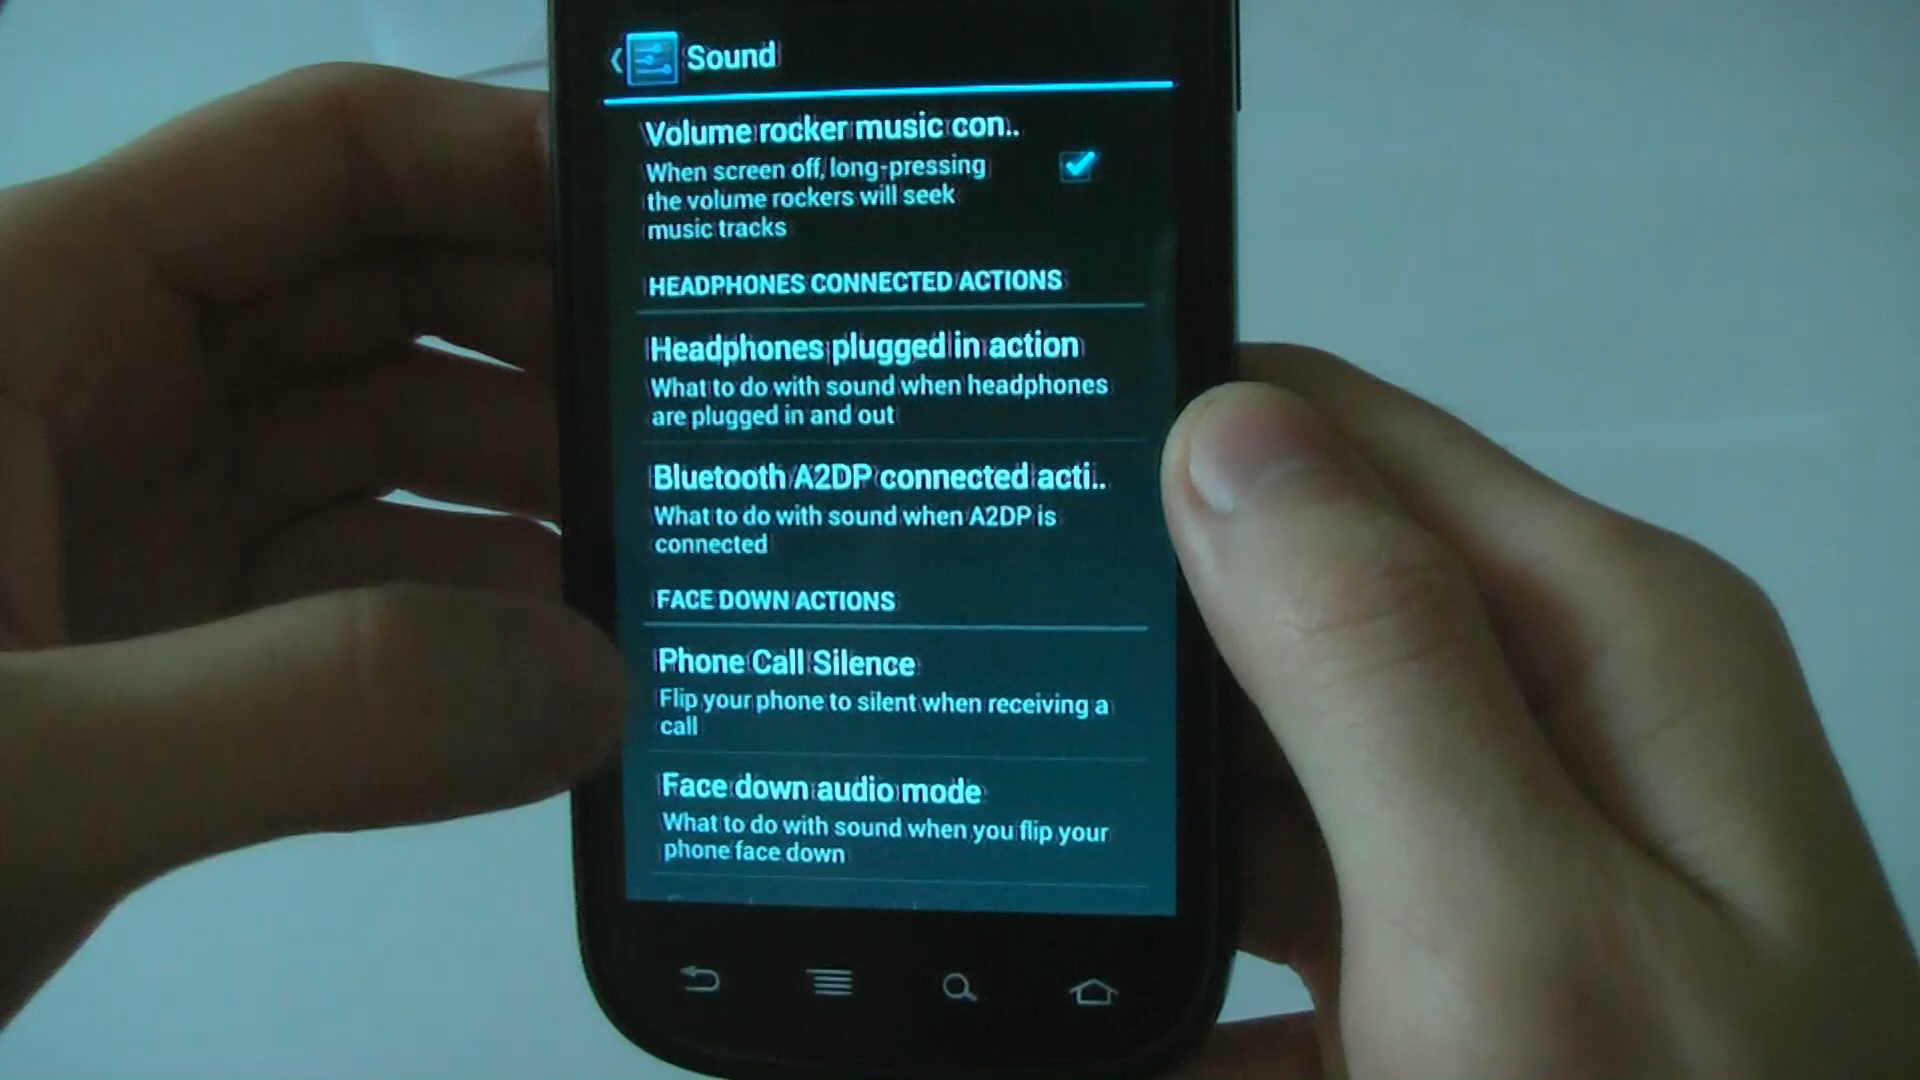 Sound
Volume rocker music con..
When screen off, long-pressing
the volume rockers will seek
music tracks
HEADPHONES CONNECTED ACTIONS
Headphones plugged in action
What to do with sound when headphones
are plugged in and out
Bluetooth A2DP connected acti..
What to do with sound when A2DP is
connected
FACE DOWN ACTIONS
Phone Call Silence
Flip your phone to silent when receiving a
call
Face down audio mode
What to do with sound when you flip your
phone face down